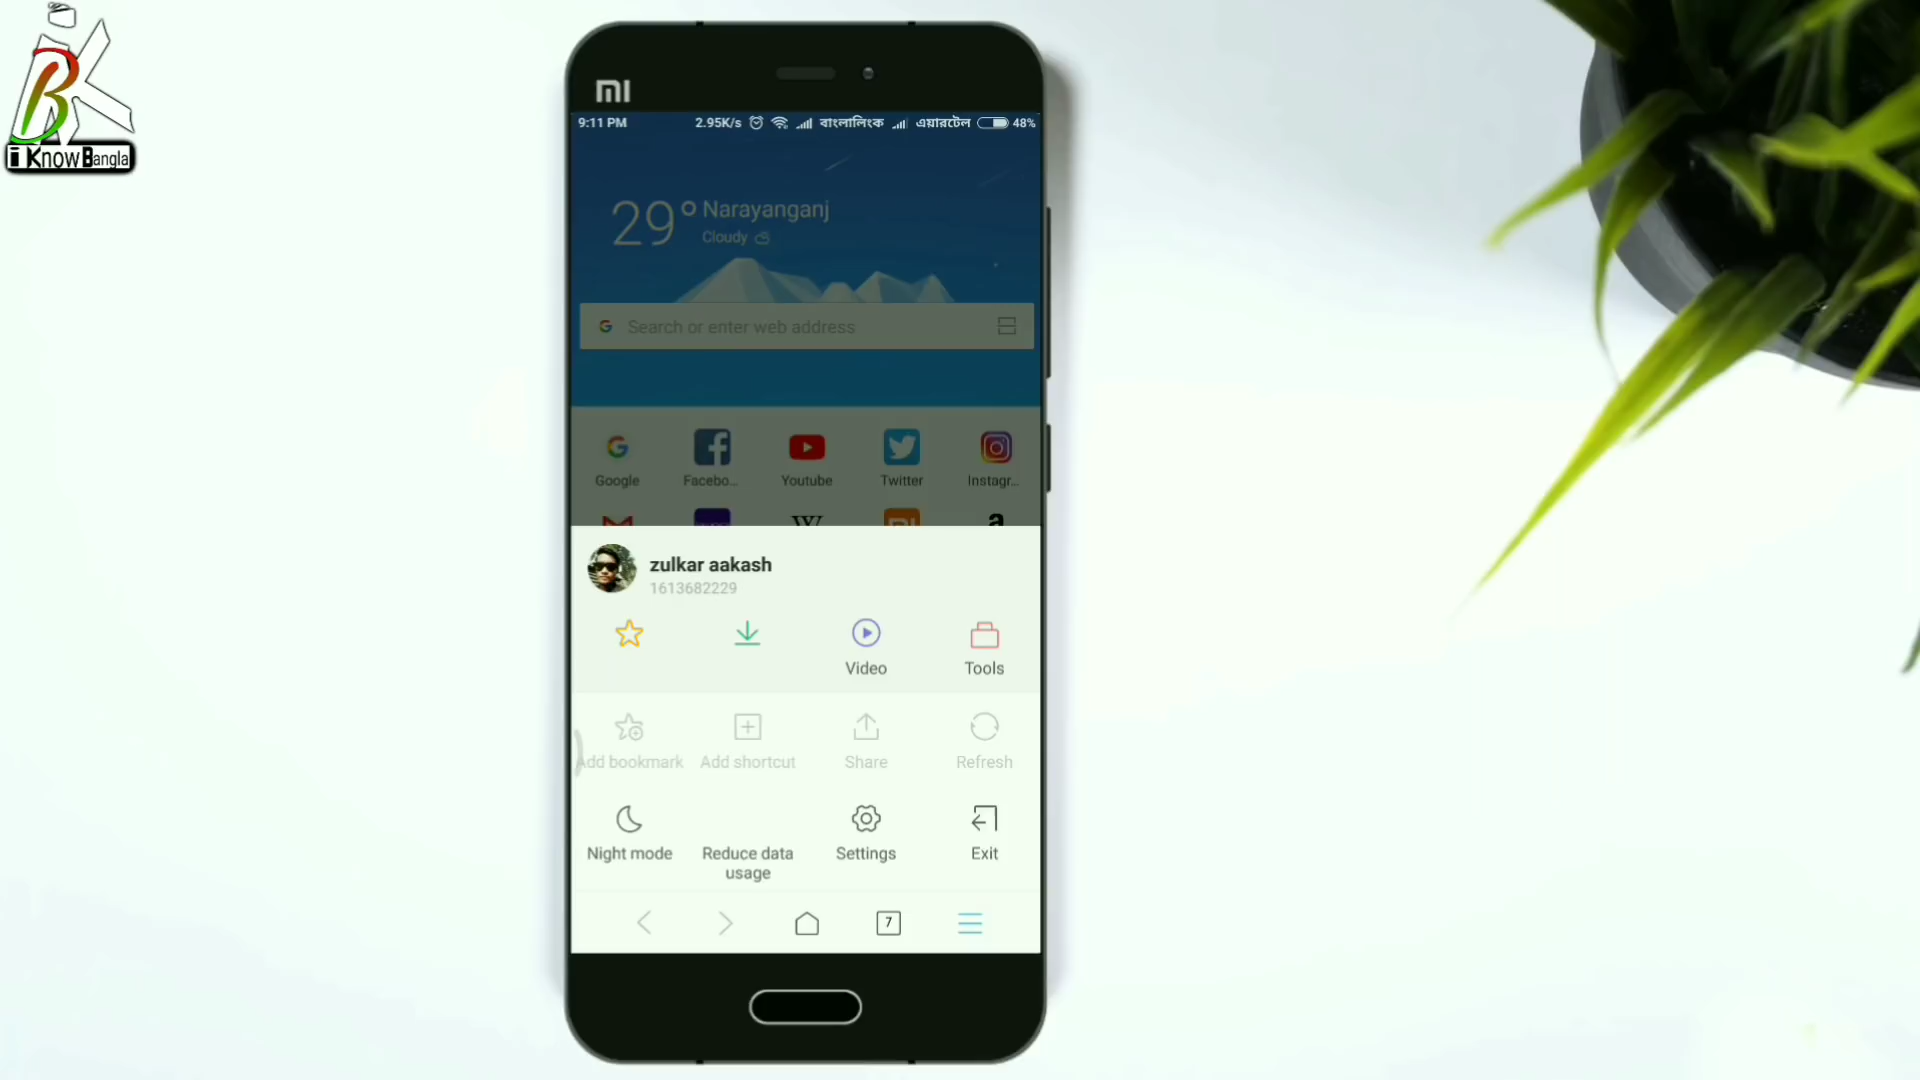 i Know Bangla
MI
9:11 PM 2.95K/s বাংলালিংক এয়ারটেল 48%
29° Narayanganj
Cloudy
Search or enter web address
Google Facebo... Youtube Twitter Instagr...
zulkar aakash
1613682229
Video Tools
Add bookmark Add shortcut Share Refresh
Night mode Reduce data usage Settings Exit
7